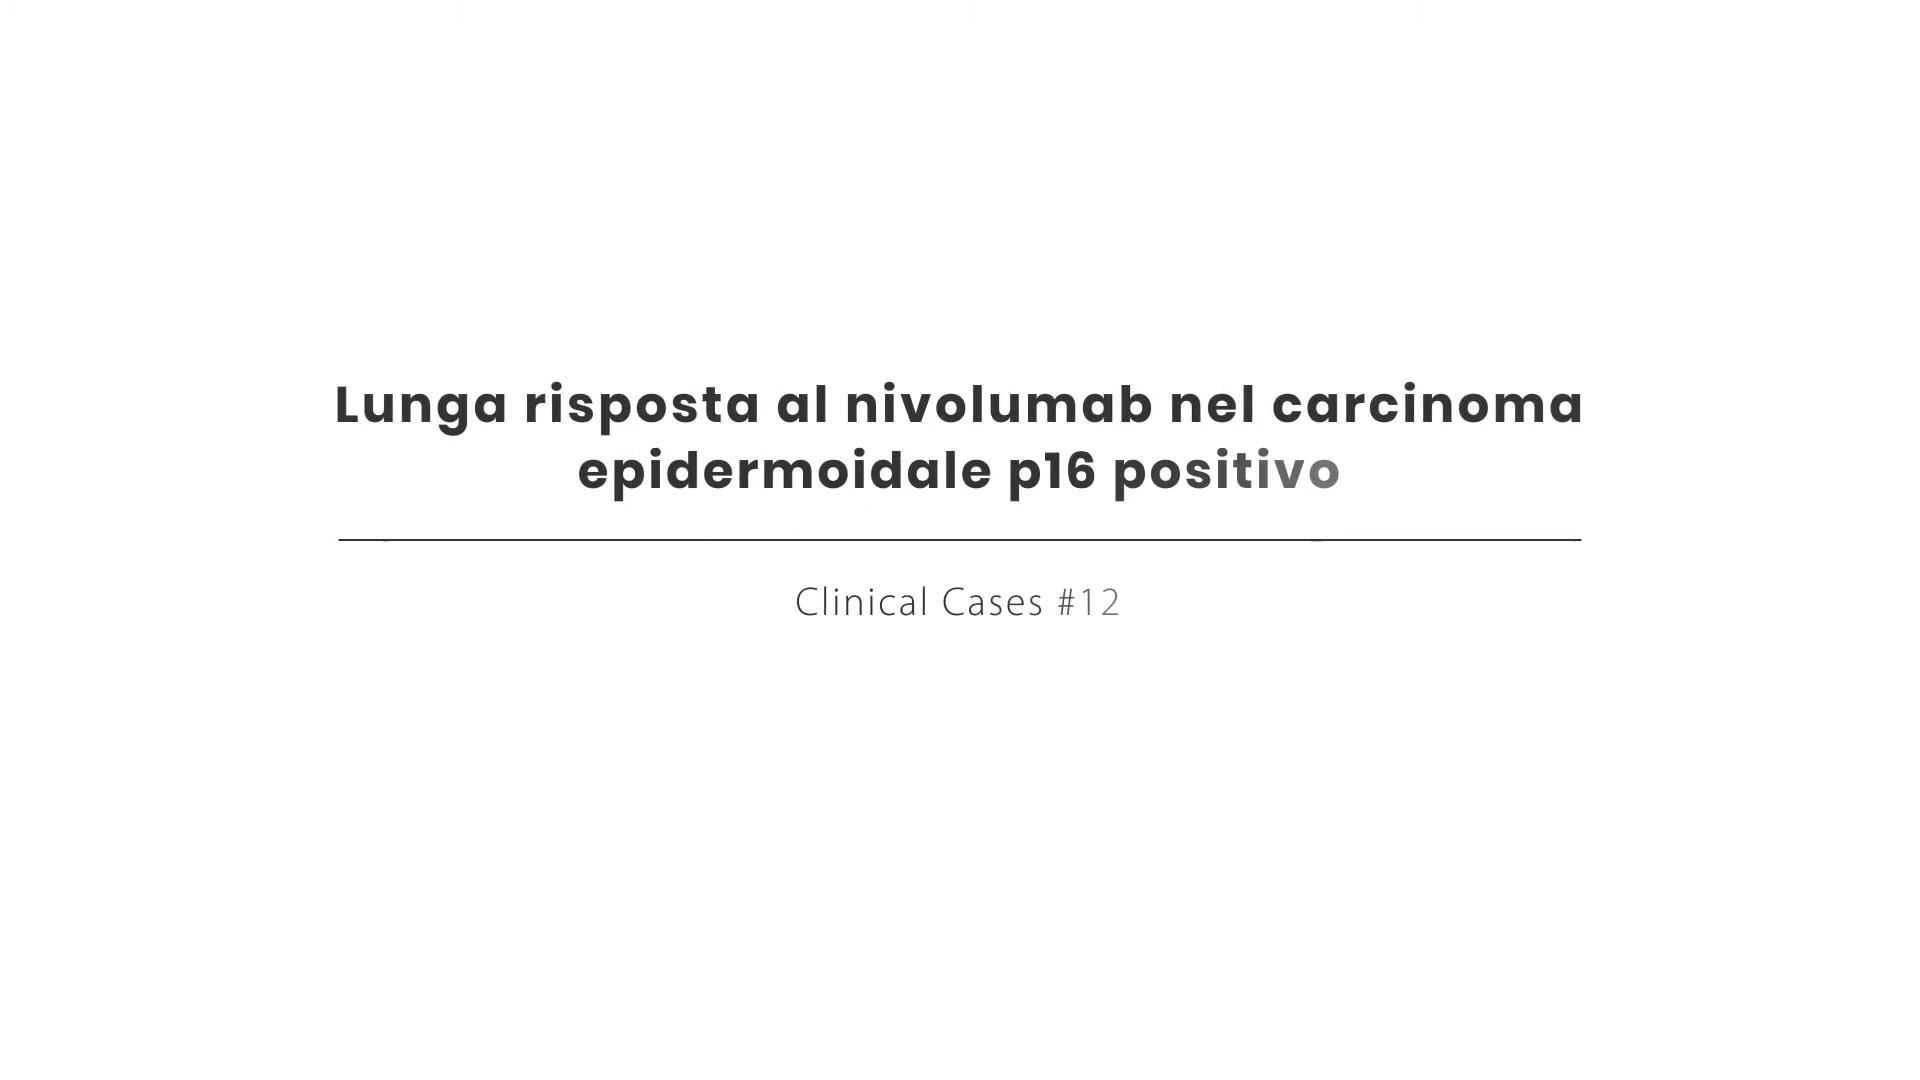 Lunga risposta al nivolumab nel carcinoma
epidermoidale p16 positivo
Clinical Cases #12